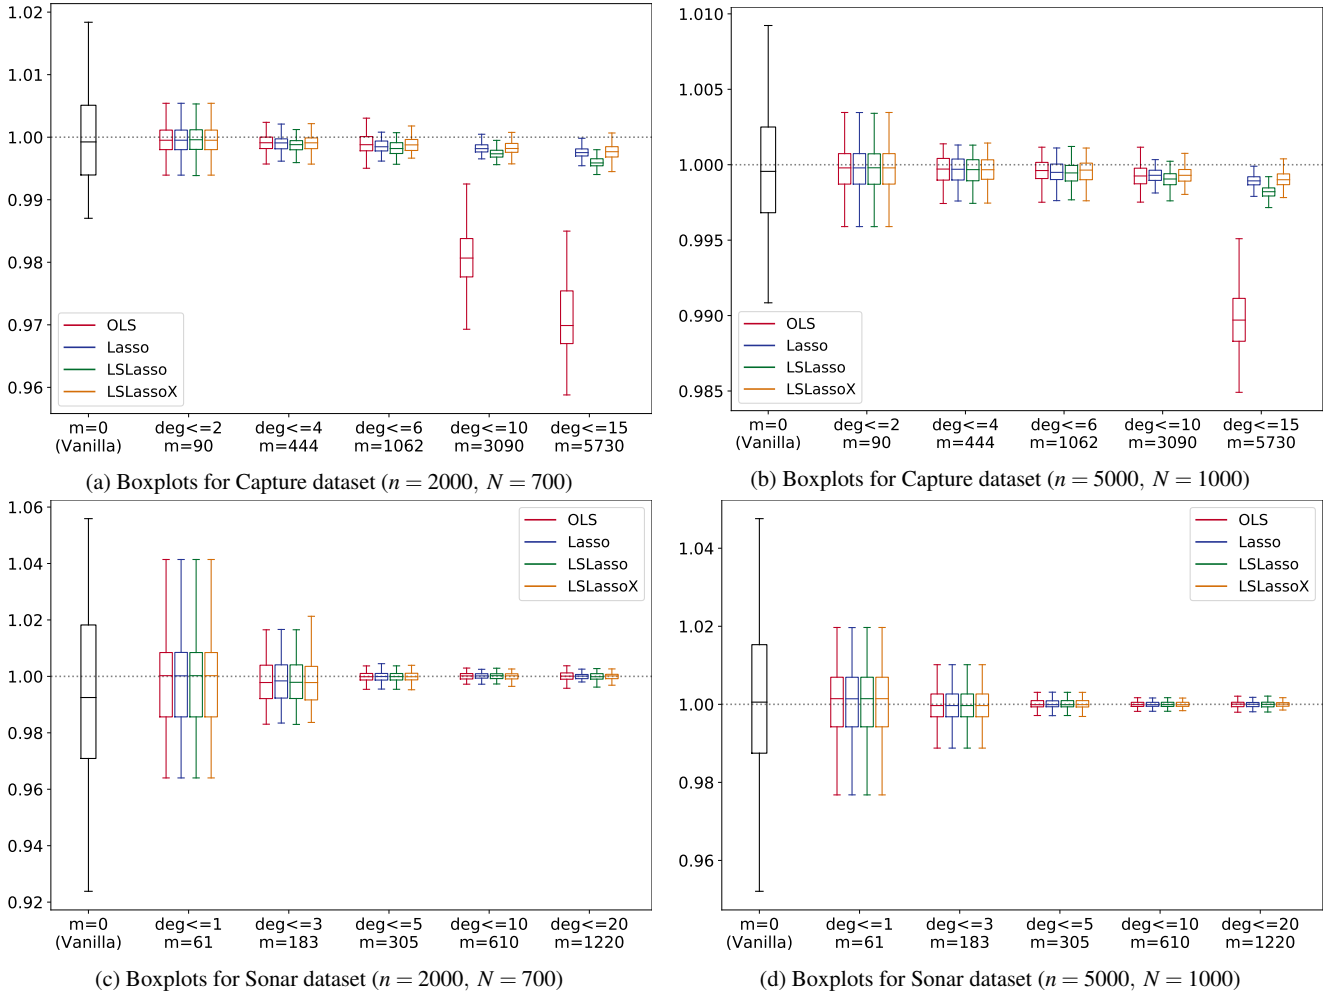 1.02
1.01
1.00
0.99
0.98
0.97
0.96
OLS
Lasso
LSLasso
LSLassoX
m=0 deg<=2 deg<=4 deg<=6 deg<=10 deg<=15
(Vanilla) m=90 m=444 m=1062 m=3090 m=5730
(a) Boxplots for Capture dataset (n = 2000, N = 700)
1.010
1.005
1.000
0.995
0.990
0.985
OLS
Lasso
LSLasso
LSLassoX
m=0 deg<=2 deg<=4 deg<=6 deg<=10 deg<=15
(Vanilla) m=90 m=444 m=1062 m=3090 m=5730
(b) Boxplots for Capture dataset (n = 5000, N = 1000)
1.06
1.04
1.02
1.00
0.98
0.96
0.94
0.92
OLS
Lasso
LSLasso
LSLassoX
m=0 deg<=1 deg<=3 deg<=5 deg<=10 deg<=20
(Vanilla) m=61 m=183 m=305 m=610 m=1220
(c) Boxplots for Sonar dataset (n = 2000, N = 700)
1.04
1.02
1.00
0.98
0.96
OLS
Lasso
LSLasso
LSLassoX
m=0 deg<=1 deg<=3 deg<=5 deg<=10 deg<=20
(Vanilla) m=61 m=183 m=305 m=610 m=1220
(d) Boxplots for Sonar dataset (n = 5000, N = 1000)